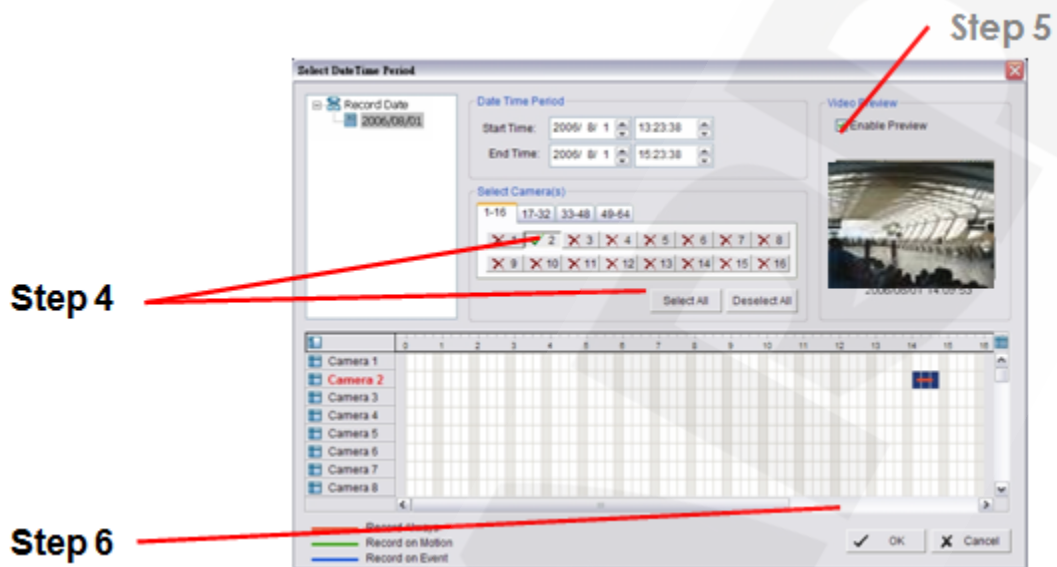 Step 5
Select Date Time Period
Record Date
2006/08/01
Date Time Period
Start Time: 2006/ 8/ 1 13:23:38
End Time: 2006/ 8/ 1 15:23:38
Select Camera(s)
1-16 17-32 33-48 49-64
1 2 3 4 5 6 7 8
9 10 11 12 13 14 15 16
Select All Deselect All
Video Preview
Enable Preview
2006/08/01 14:09:53
Step 4
0 1 2 3 4 5 6 7 8 9 10 11 12 13 14 15 16
Camera 1
Camera 2
Camera 3
Camera 4
Camera 5
Camera 6
Camera 7
Camera 8
Step 6
Record Always
Record on Motion
Record on Event
OK Cancel